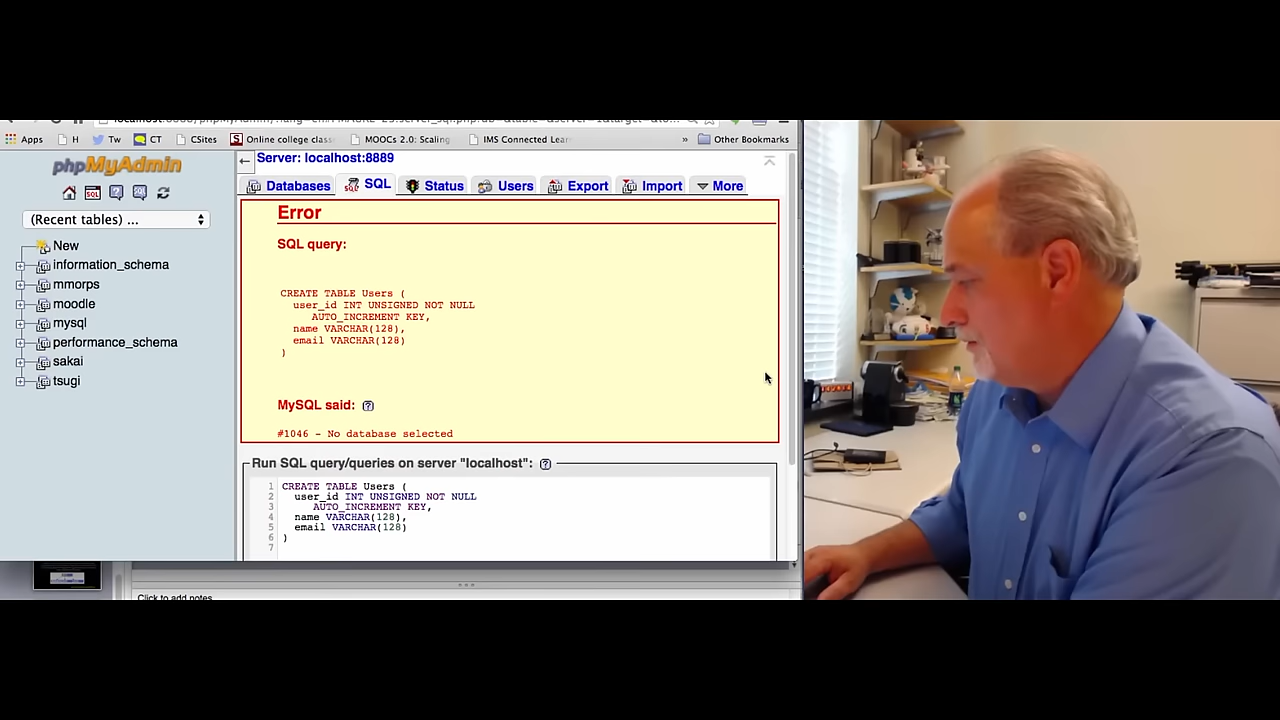 Apps H Tw CT CSites Online college clas MOOCs 2.0: Scaling IMS Connected Lear » Other Bookmarks
phpMyAdmin
(Recent tables) ...
New
information_schema
mmorps
moodle
mysql
performance_schema
sakai
tsugi
Server: localhost:8889
Databases SQL Status Users Export Import More
Error
SQL query:
CREATE TABLE Users (
user_id INT UNSIGNED NOT NULL
AUTO_INCREMENT KEY,
name VARCHAR(128),
email VARCHAR(128)
)
MySQL said:
#1046 - No database selected
Run SQL query/queries on server "localhost":
1 CREATE TABLE Users (
2 user_id INT UNSIGNED NOT NULL
3 AUTO_INCREMENT KEY,
4 name VARCHAR(128),
5 email VARCHAR(128)
6 )
7
Click to add notes